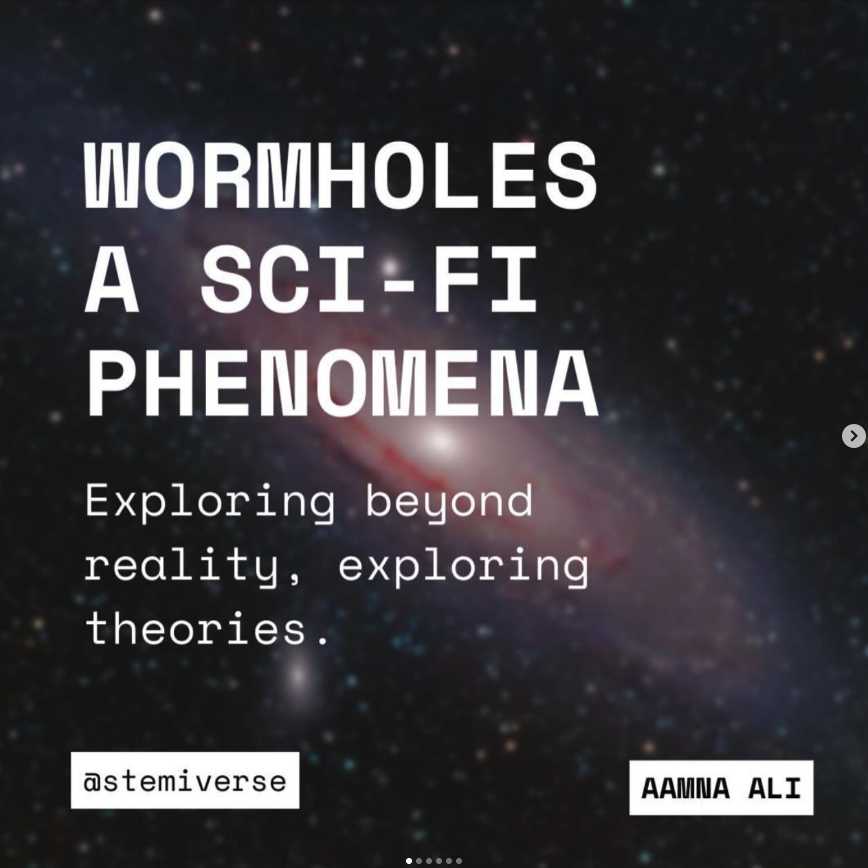 WORMHOLES
A SCI-FI
PHENOMENA
Exploring beyond
reality, exploring
theories.
@stemiverse
AAMNA ALI